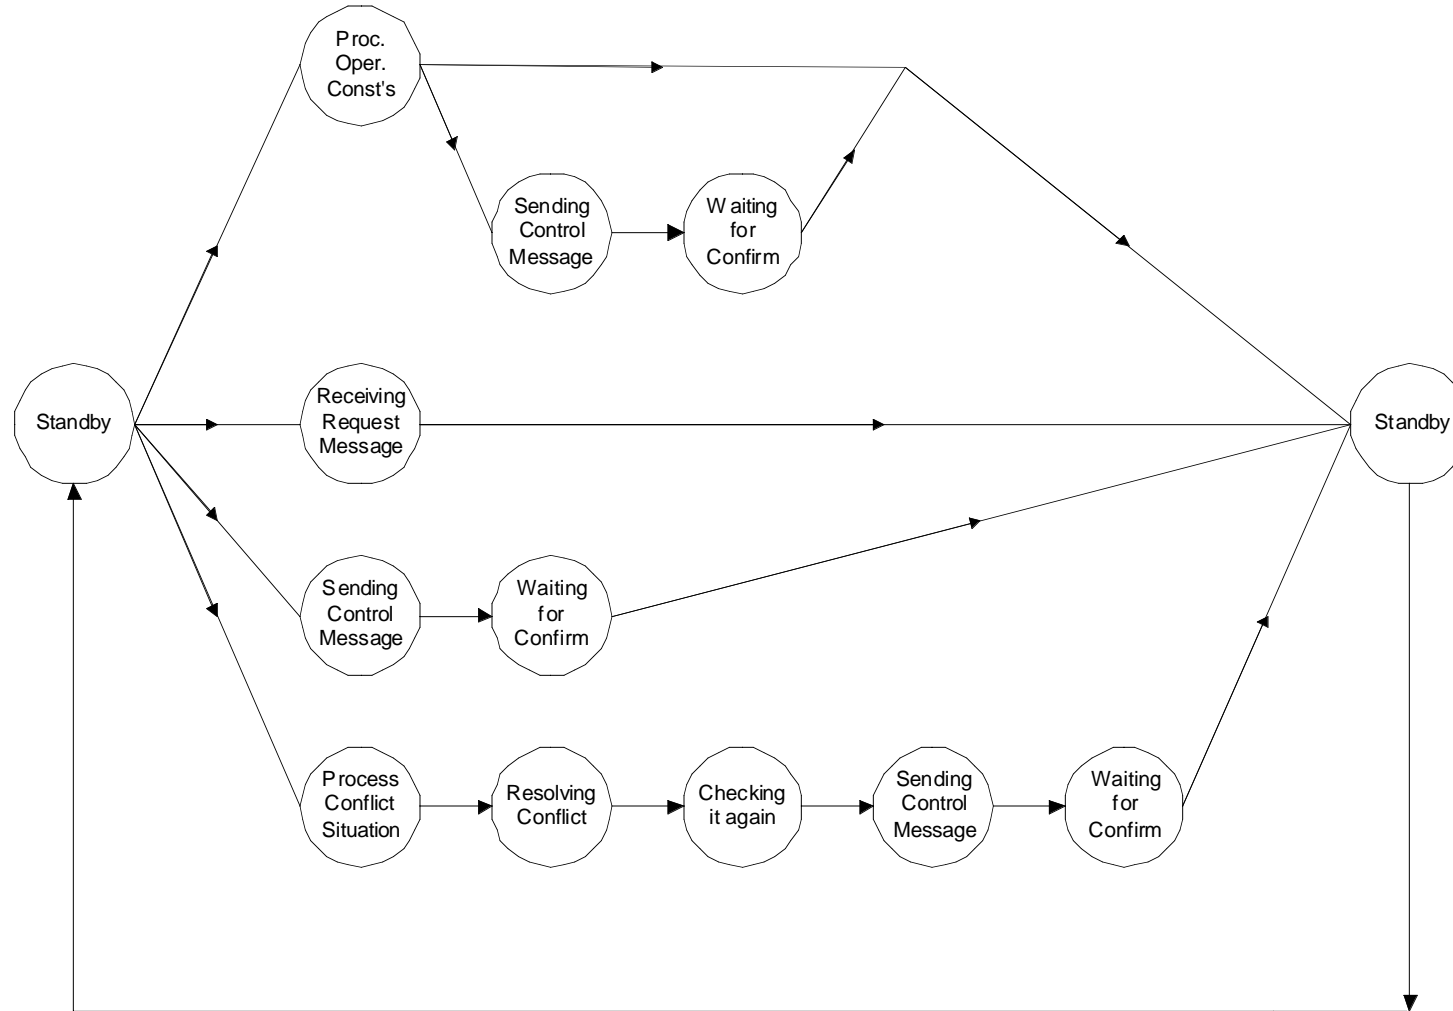 Proc.
Oper.
Const's
Sending
Control
Message
Waiting
for
Confirm
Standby
Receiving
Request
Message
Standby
Sending
Control
Message
Waiting
for
Confirm
Process
Conflict
Situation
Resolving
Conflict
Checking
it again
Sending
Control
Message
Waiting
for
Confirm